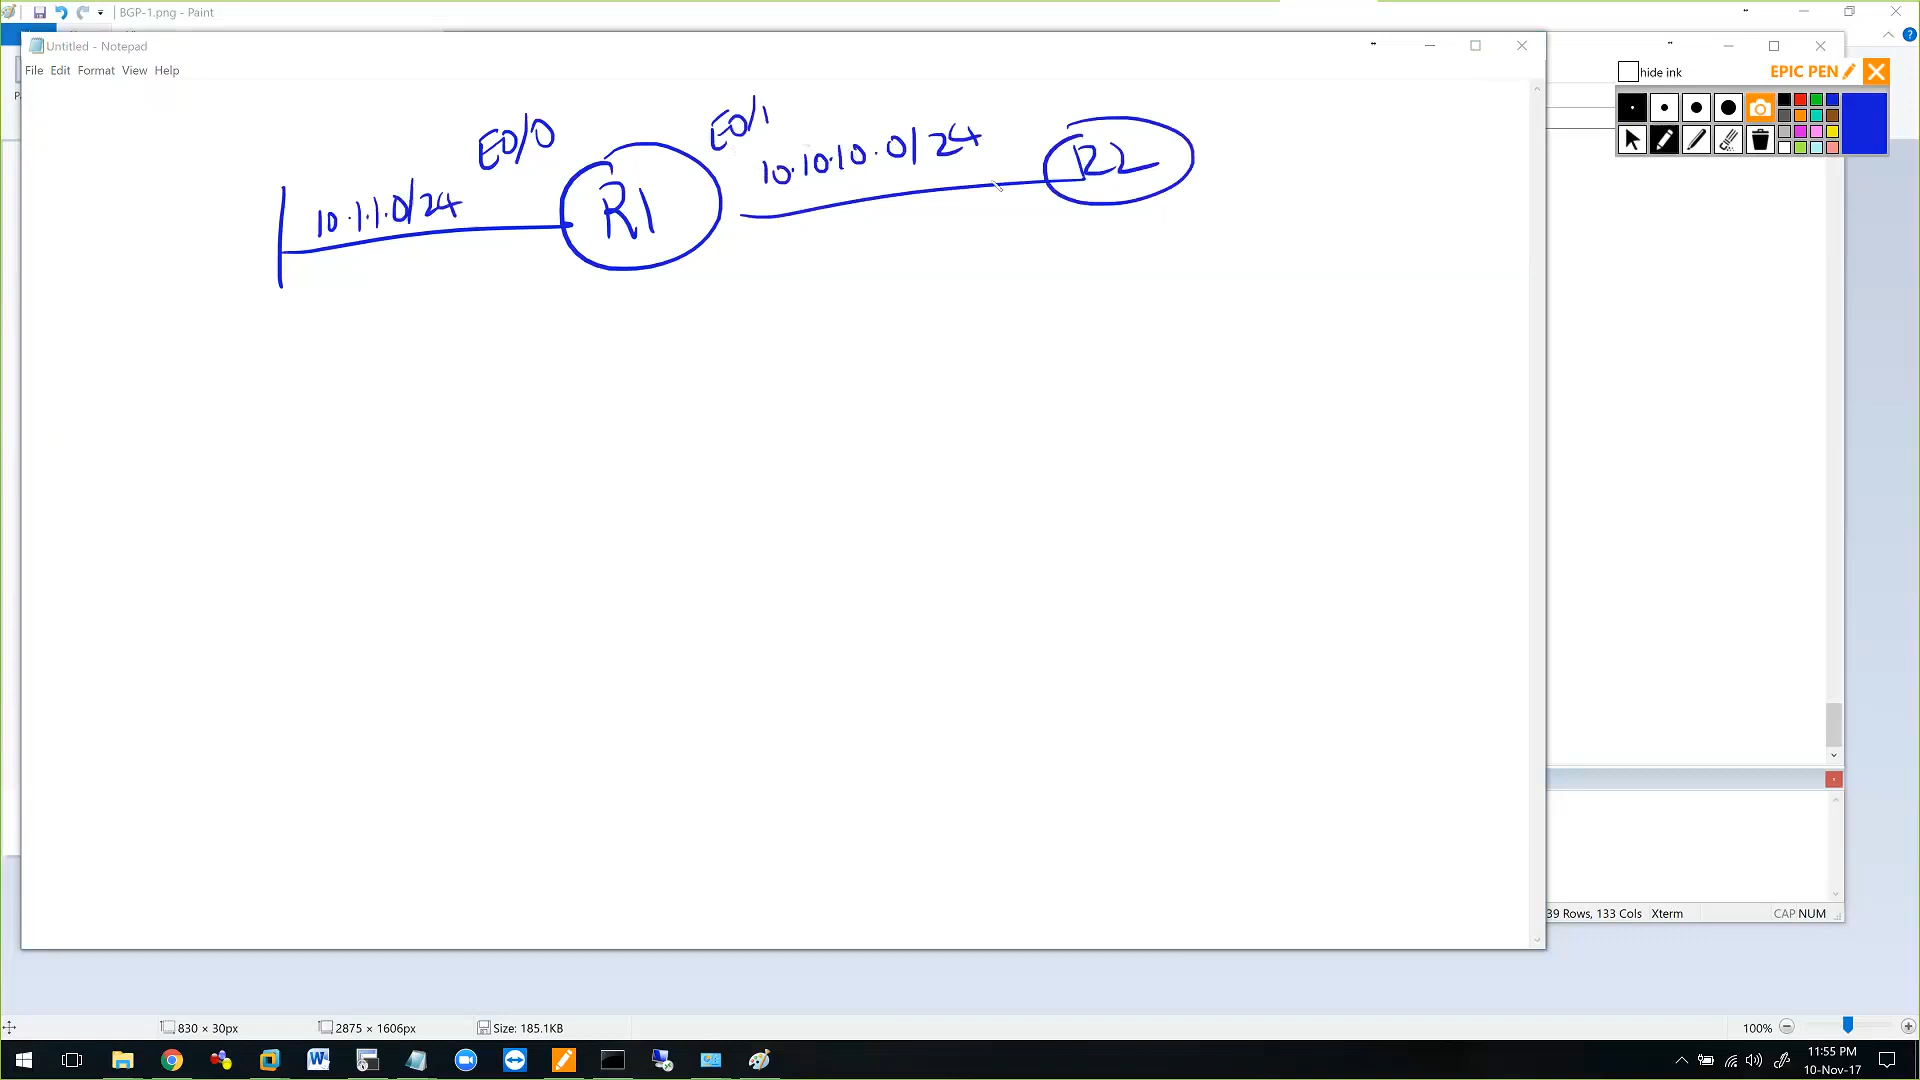 BGP-1.png - Paint
Untitled - Notepad
File Edit Format View Help
hide ink
EPIC PEN
E0/0
E0/1
10.10.10.0/24
R2
10.1.1.0/24
R1
39 Rows, 133 Cols Xterm CAP NUM
830 × 30px
2875 × 1606px
Size: 185.1KB
100%
11:55 PM
10-Nov-17